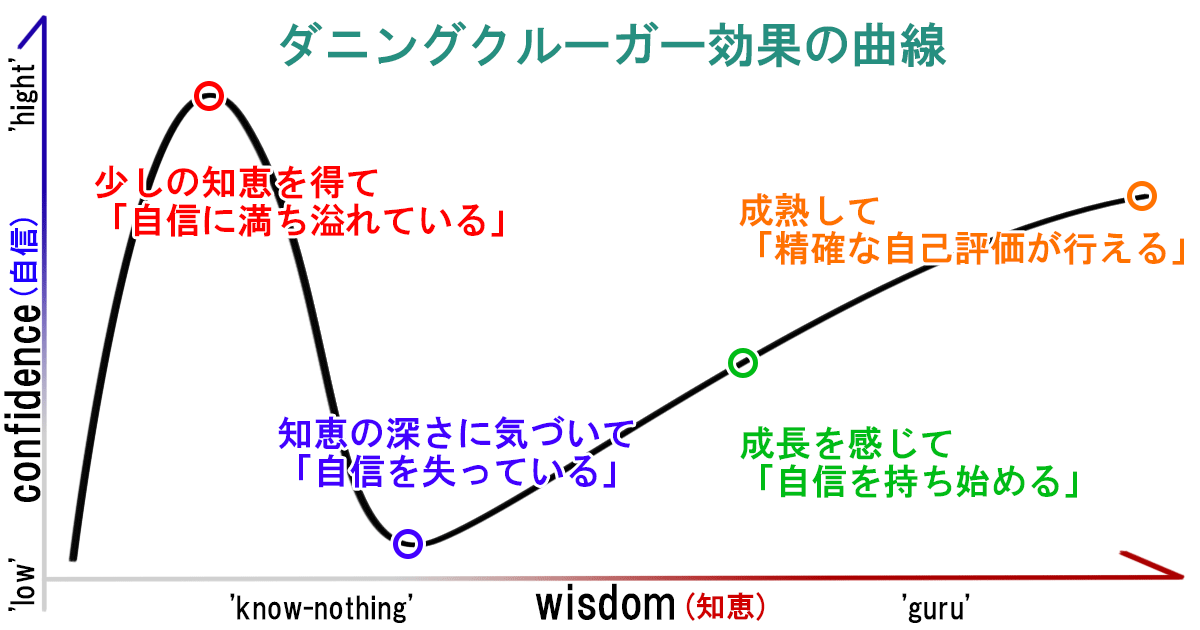 ダニングクルーガー効果の曲線
'hight'
少しの知恵を得て
「自信に満ち溢れている」
成熟して
「精確な自己評価が行える」
confidence(自信)
知恵の深さに気づいて
「自信を失っている」
成長を感じて
「自信を持ち始める」
'low'
'know-nothing'
wisdom(知恵)
'guru'